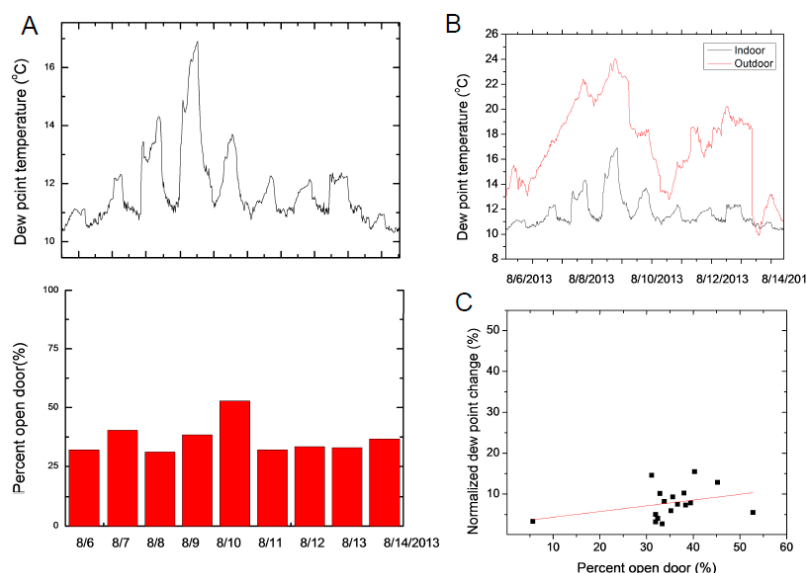 A
Dew point temperature (°C)
16
14
12
10
Percent open door(%)
100
75
50
25
0
8/6 8/7 8/8 8/9 8/10 8/11 8/12 8/13 8/14/2013
B
Dew point temperature (°C)
26
24
22
20
18
16
14
12
10
8
Indoor
Outdoor
8/6/2013 8/8/2013 8/10/2013 8/12/2013 8/14/201
C
Normalized dew point change (%)
50
40
30
20
10
0
0 10 20 30 40 50 60
Percent open door (%)